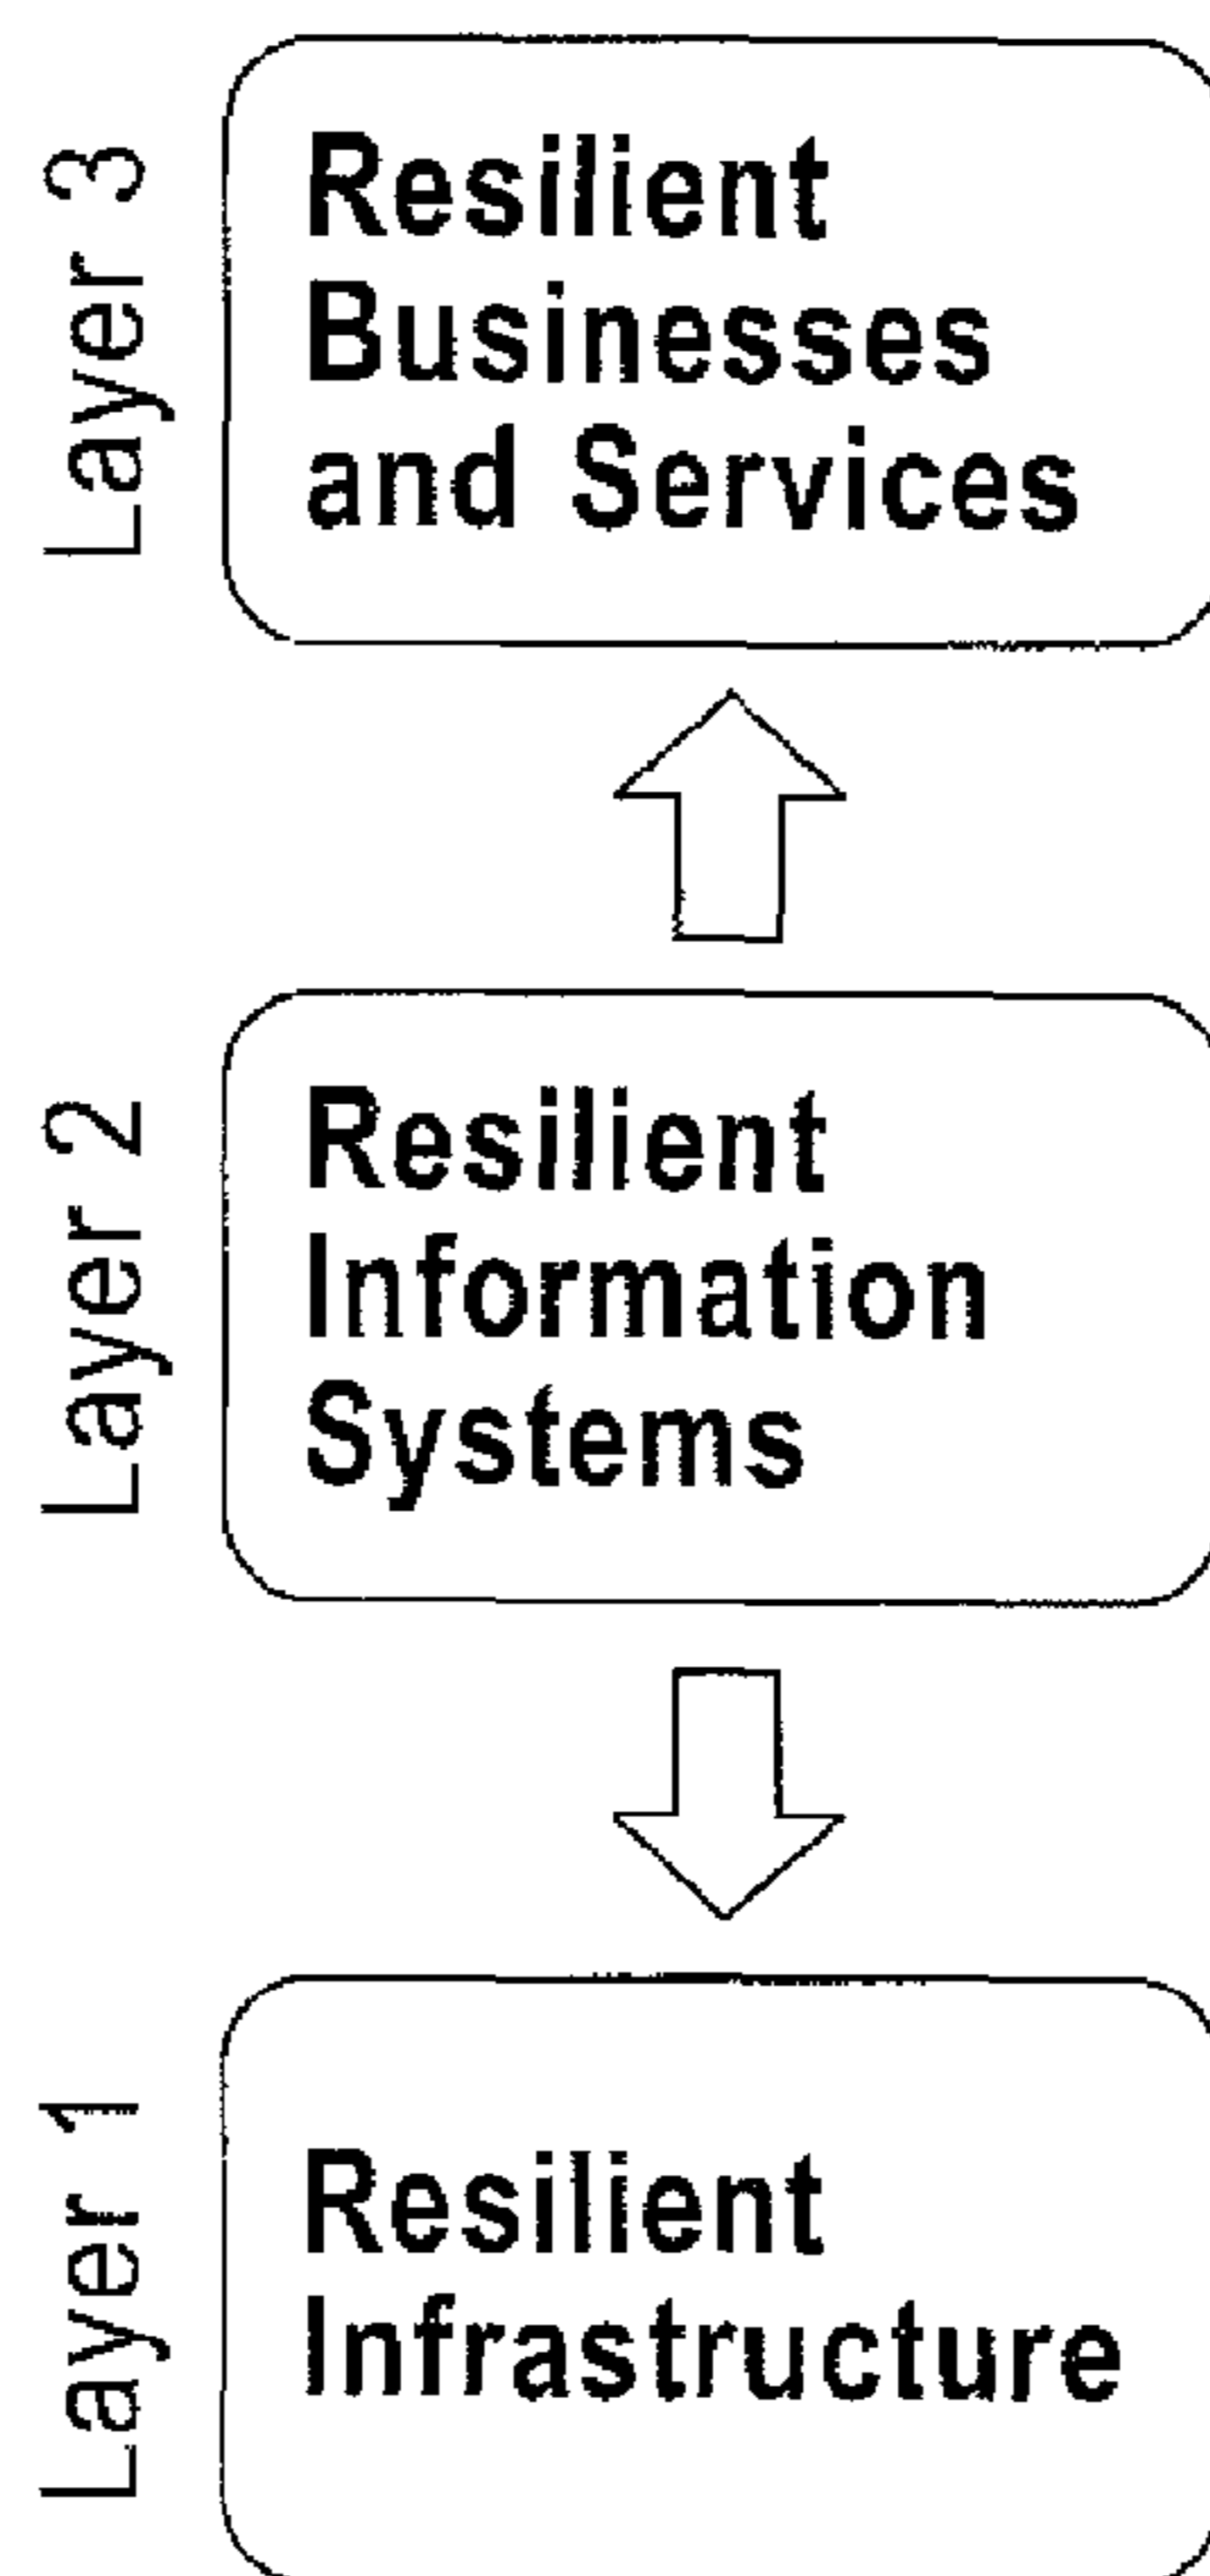 Layer 3
Resilient
Businesses
and Services
Layer 2
Resilient
Information
Systems
Layer 1
Resilient
Infrastructure